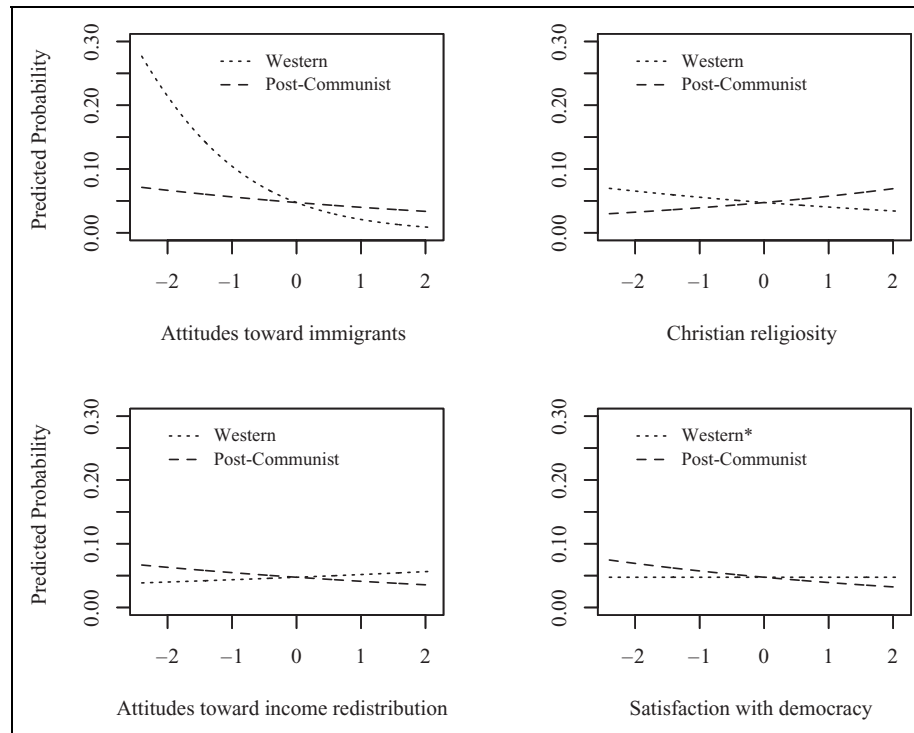 Predicted Probability
0.00 0.10 0.20 0.30
Western
Post-Communist
−2 −1 0 1 2
Attitudes toward immigrants
0.00 0.10 0.20 0.30
Western
Post-Communist
−2 −1 0 1 2
Christian religiosity
Predicted Probability
0.00 0.10 0.20 0.30
Western
Post-Communist
−2 −1 0 1 2
Attitudes toward income redistribution
0.00 0.10 0.20 0.30
Western*
Post-Communist
−2 −1 0 1 2
Satisfaction with democracy